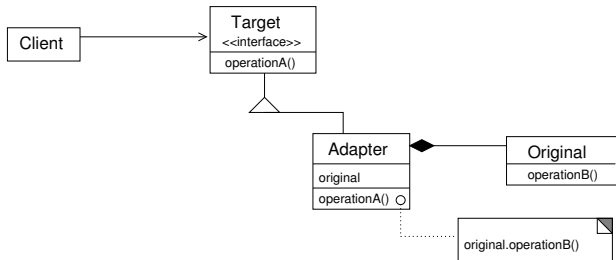 Client
Target
<<interface>>
operationA()
Adapter
original
operationA()
Original
operationB()
original.operationB()